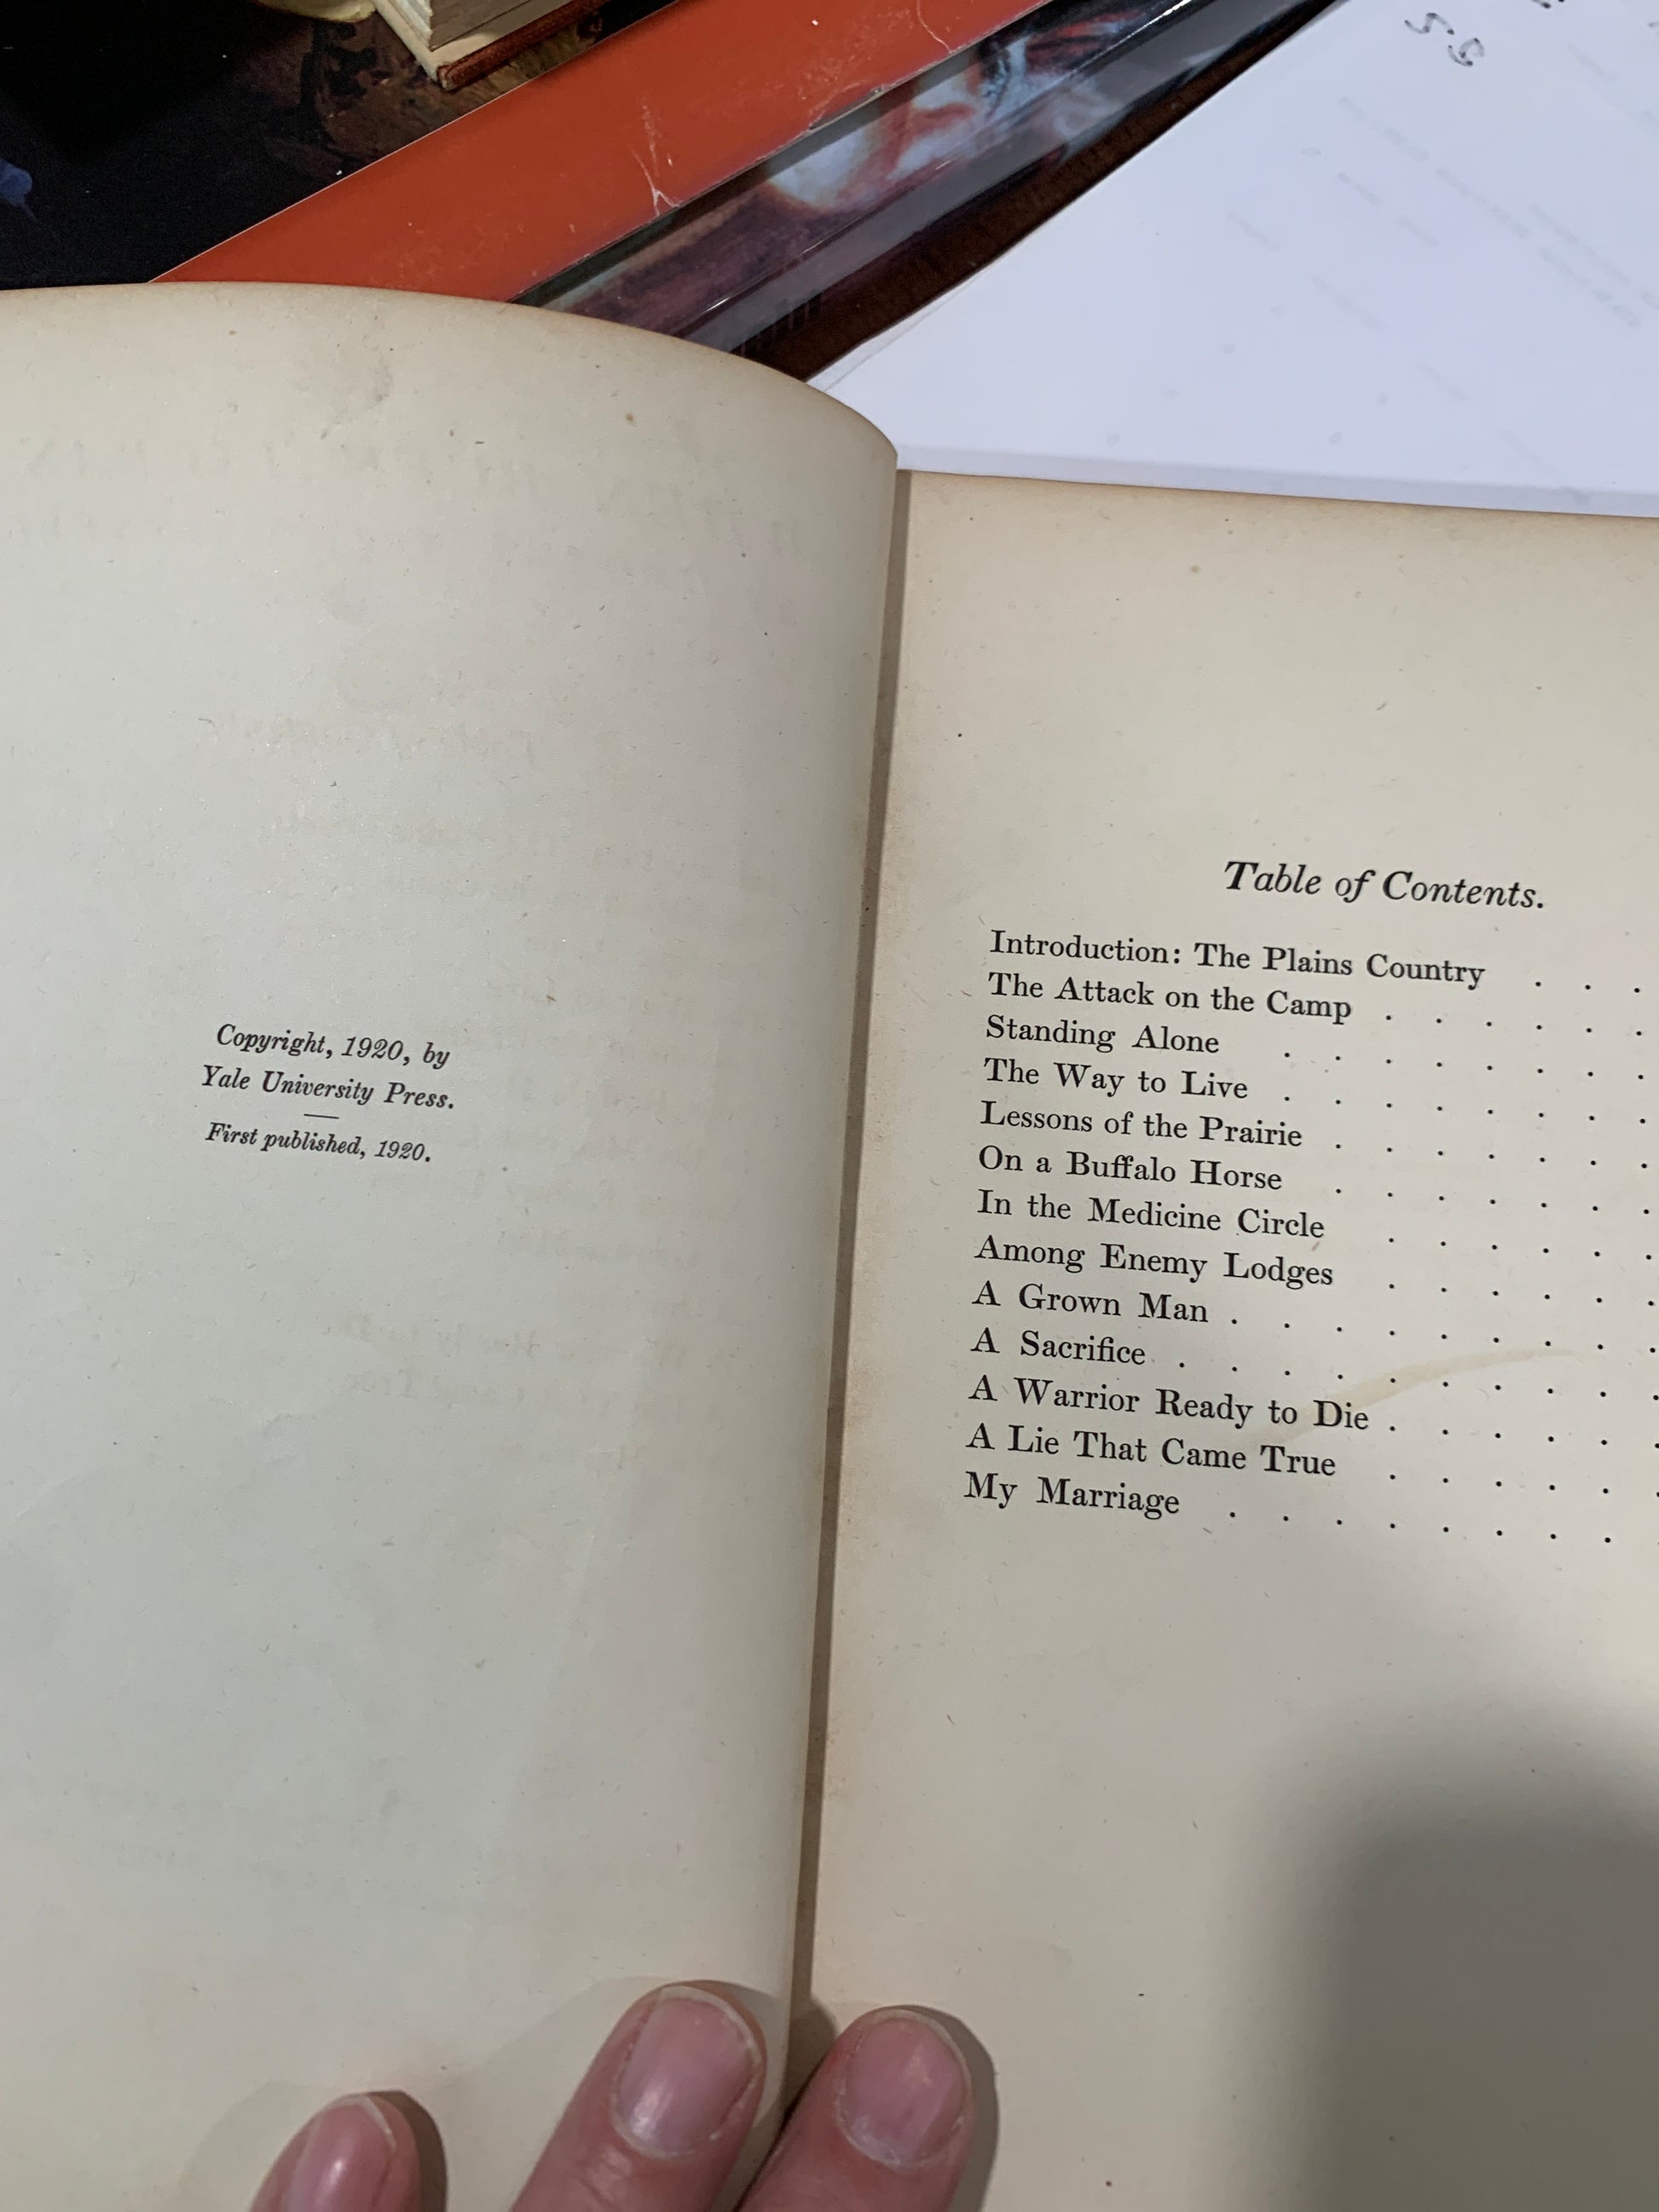 Copyright, 1920, by
Yale University Press.
First published, 1920.
Table of Contents.
Introduction: The Plains Country . . .
The Attack on the Camp . . . . . .
Standing Alone . . . . . . . .
The Way to Live . . . . . . . .
Lessons of the Prairie . . . . . . .
On a Buffalo Horse . . . . . . .
In the Medicine Circle . . . . . .
Among Enemy Lodges . . . . . .
A Grown Man . . . . . . . . .
A Sacrifice . . . . . . . . . .
A Warrior Ready to Die . . . . . .
A Lie That Came True . . . . . .
My Marriage . . . . . . . . .